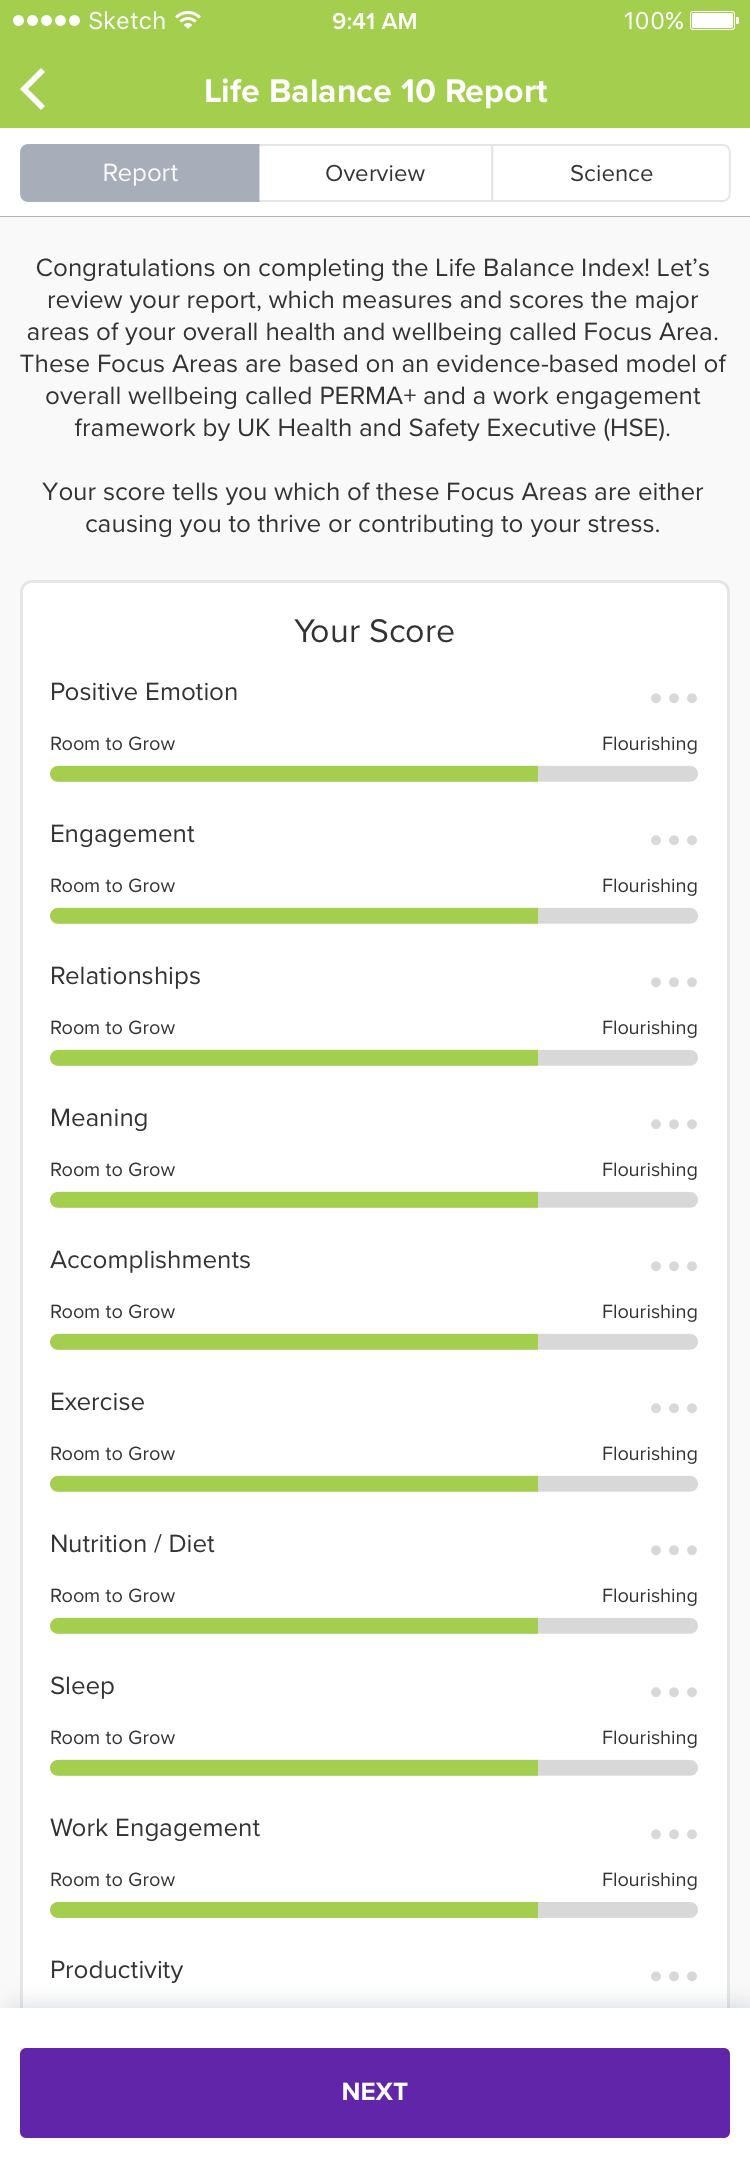 Sketch 9:41 AM 100%
Life Balance 10 Report
Report Overview Science
Congratulations on completing the Life Balance Index! Let’s
review your report, which measures and scores the major
areas of your overall health and wellbeing called Focus Area.
These Focus Areas are based on an evidence-based model of
overall wellbeing called PERMA+ and a work engagement
framework by UK Health and Safety Executive (HSE).
Your score tells you which of these Focus Areas are either
causing you to thrive or contributing to your stress.
Your Score
Positive Emotion
Room to Grow Flourishing
Engagement
Room to Grow Flourishing
Relationships
Room to Grow Flourishing
Meaning
Room to Grow Flourishing
Accomplishments
Room to Grow Flourishing
Exercise
Room to Grow Flourishing
Nutrition / Diet
Room to Grow Flourishing
Sleep
Room to Grow Flourishing
Work Engagement
Room to Grow Flourishing
Productivity
NEXT